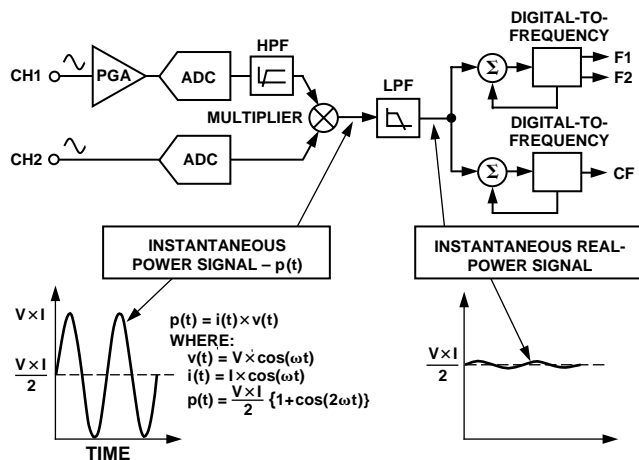 DIGITAL-TO-
FREQUENCY
HPF
CH1
PGA
ADC
Σ
F1
F2
LPF
MULTIPLIER
DIGITAL-TO-
FREQUENCY
CH2
ADC
Σ
CF
INSTANTANEOUS
POWER SIGNAL – p(t)
INSTANTANEOUS REAL-
POWER SIGNAL
V × I
V × I
2
TIME
p(t) = i(t) × v(t)
WHERE:
v(t) = V × cos(ωt)
i(t) = I × cos(ωt)
p(t) = V × I / 2 {1+cos(2ωt)}
V × I
2